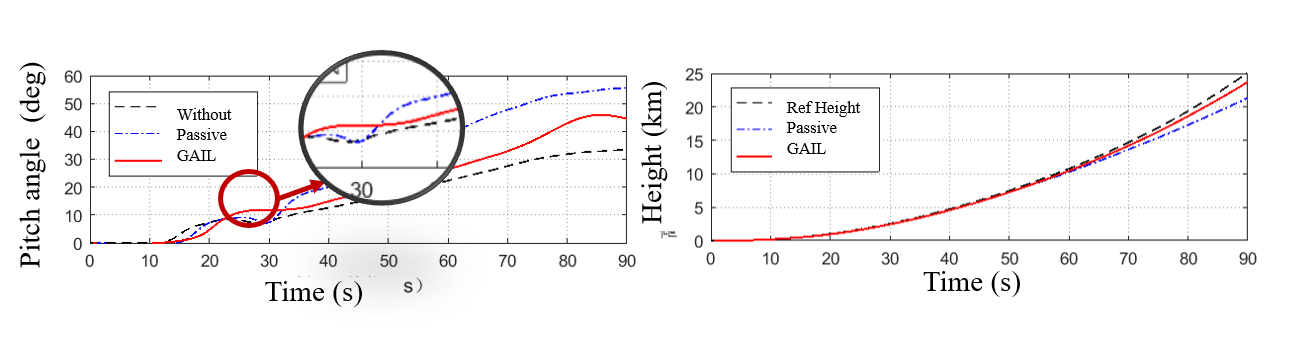 Pitch angle (deg)
60
50
40
30
20
10
0
Without
Passive
GAIL
30
0 10 20 30 40 50 60 70 80 90
Time (s)
s）
Height (km)
25
20
15
10
5
0
Ref Height
Passive
GAIL
0 10 20 30 40 50 60 70 80 90
Time (s)